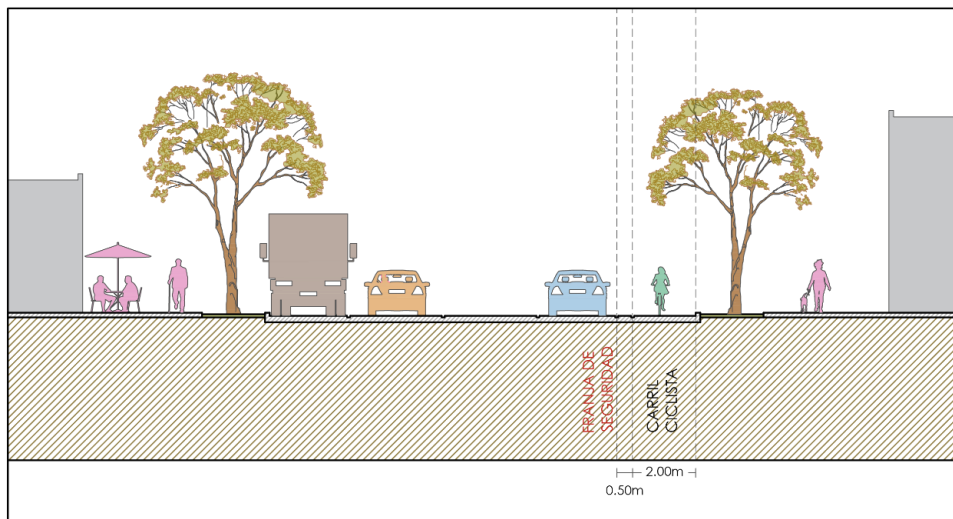 FRANJA DE
SEGURIDAD
CARRIL
CICLISTA
2.00m
0.50m